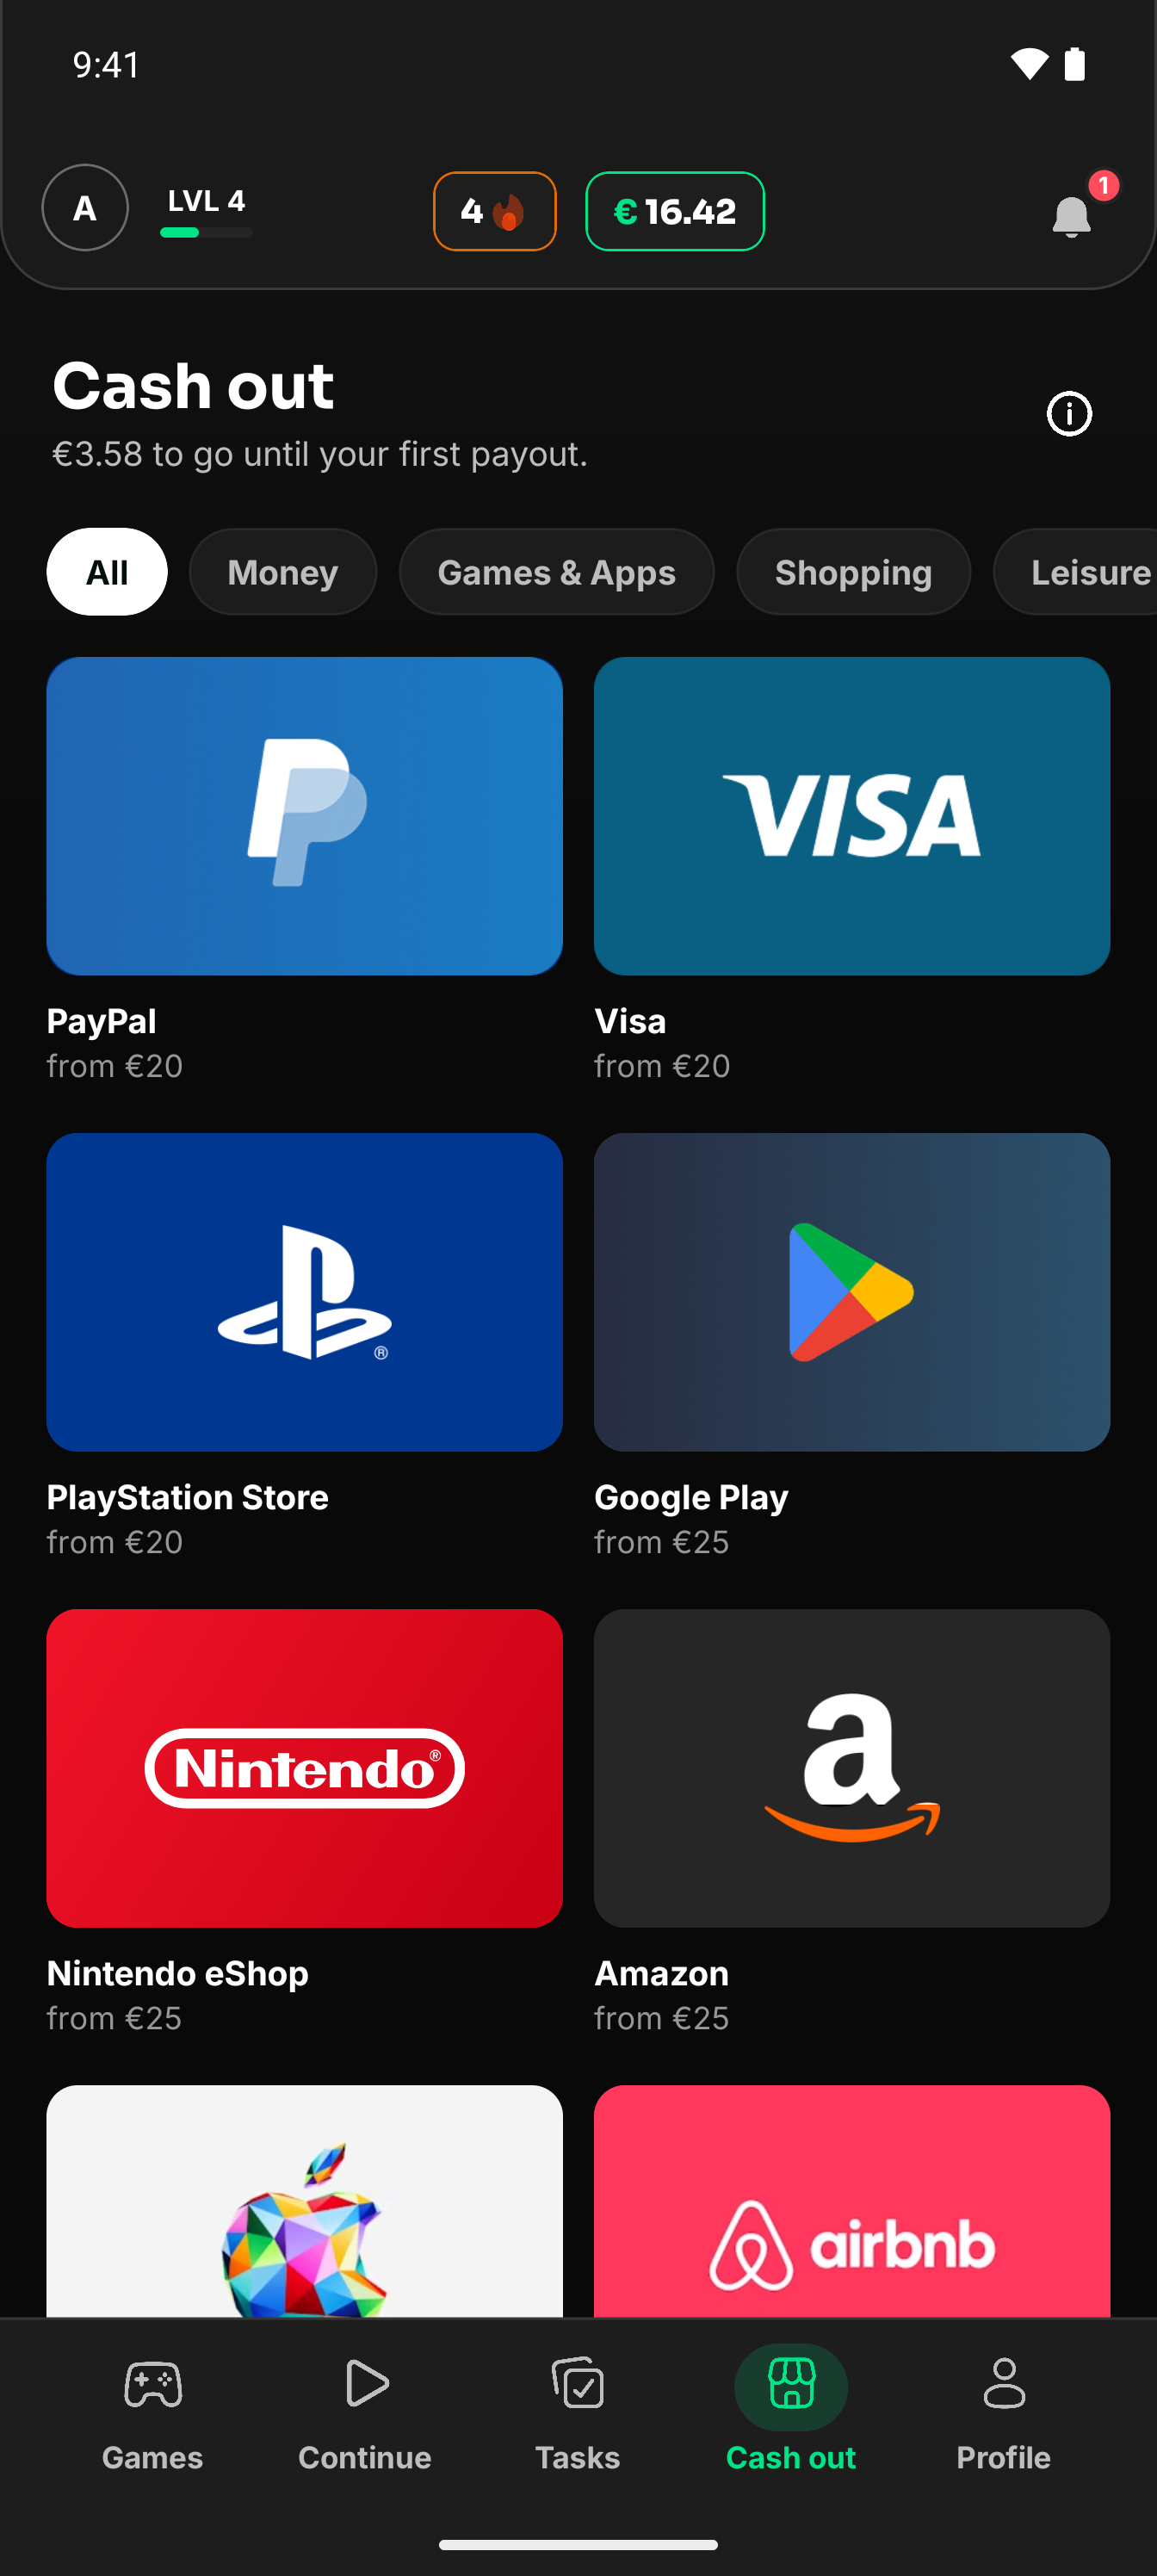 9:41
A
LVL 4
4
€ 16.42
1
Cash out
€3.58 to go until your first payout.
All
Money
Games & Apps
Shopping
Leisure
VISA
PayPal
from €20
Visa
from €20
PlayStation Store
from €20
Google Play
from €25
Nintendo®
a
Nintendo eShop
from €25
Amazon
from €25
airbnb
Games
Continue
Tasks
Cash out
Profile